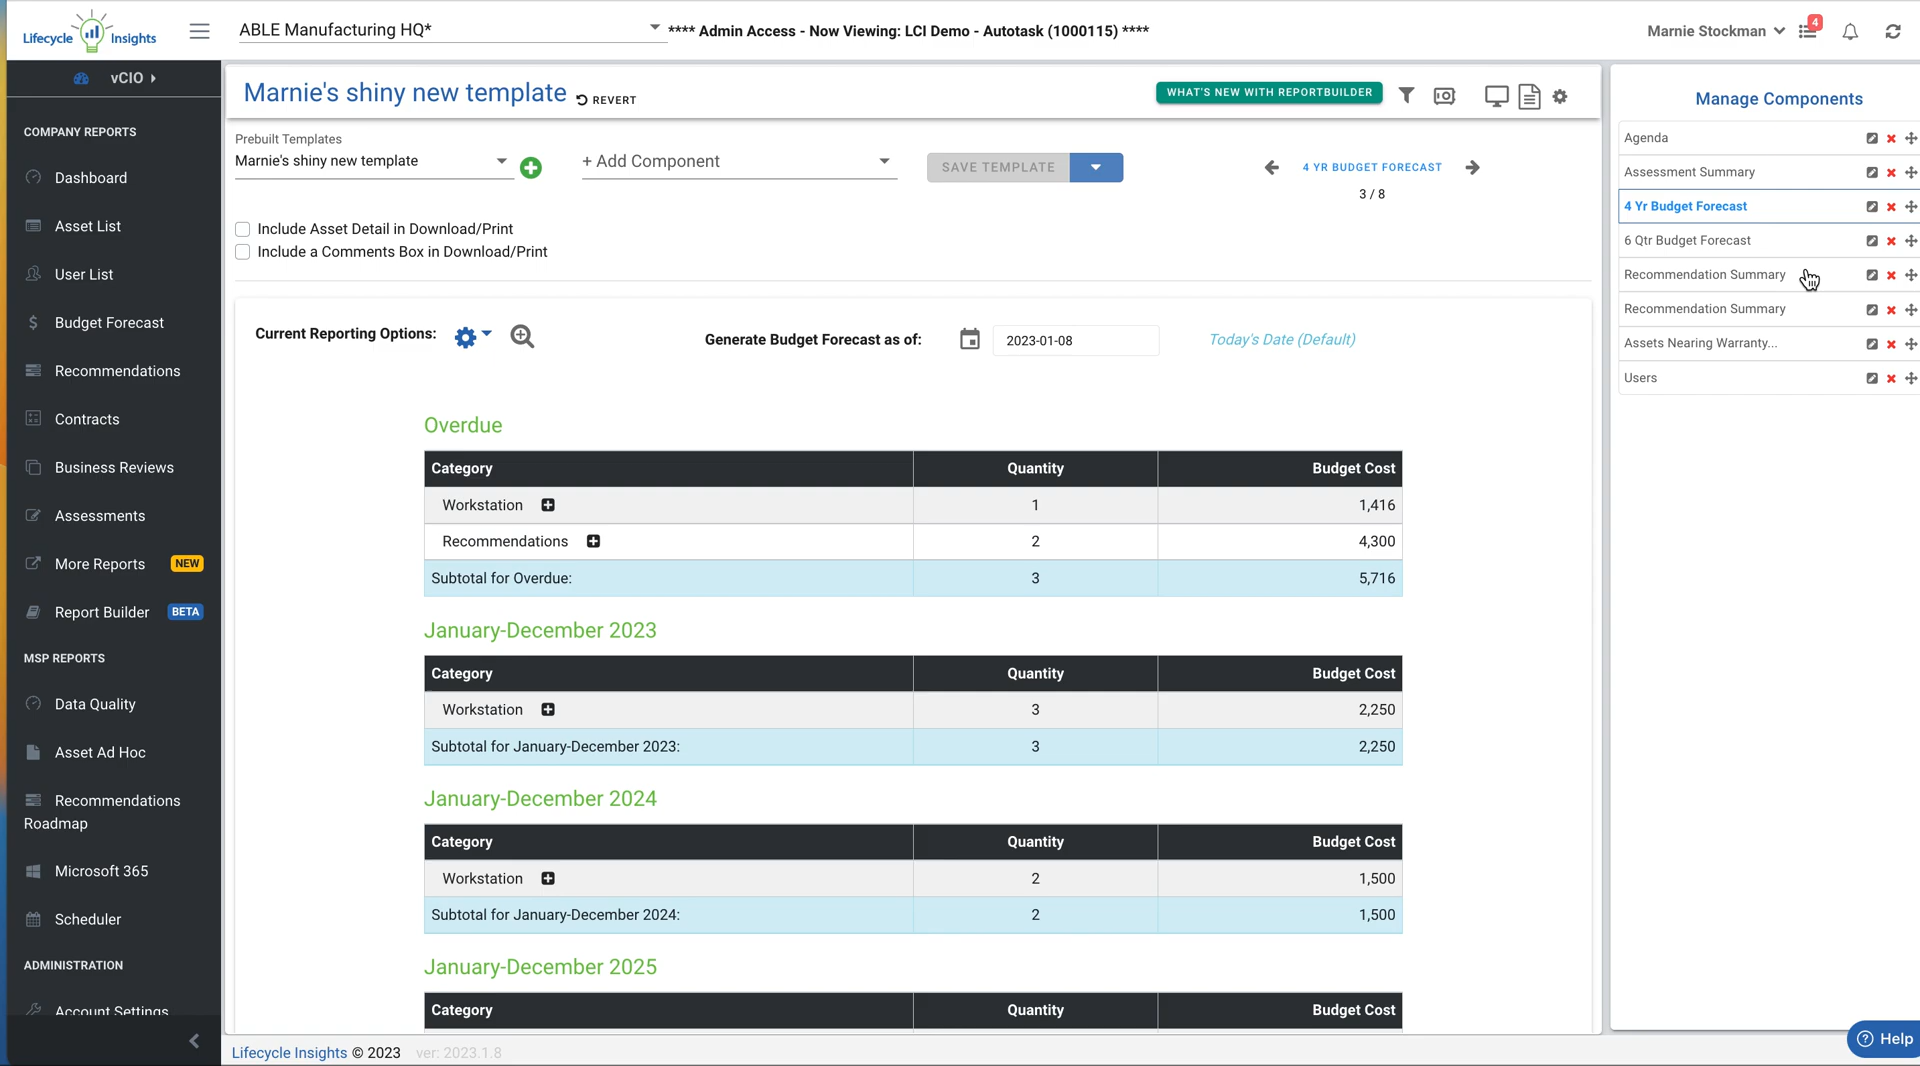 Lifecycle Insights
ABLE Manufacturing HQ*
**** Admin Access - Now Viewing: LCI Demo - Autotask (1000115) ****
Marnie Stockman
4
vCIO
COMPANY REPORTS
Dashboard
Asset List
User List
Budget Forecast
Recommendations
Contracts
Business Reviews
Assessments
More Reports NEW
Report Builder BETA
MSP REPORTS
Data Quality
Asset Ad Hoc
Recommendations
Roadmap
Microsoft 365
Scheduler
ADMINISTRATION
Account Settings
Marnie's shiny new template
REVERT
WHAT'S NEW WITH REPORTBUILDER
Prebuilt Templates
Marnie's shiny new template
+ Add Component
SAVE TEMPLATE
4 YR BUDGET FORECAST
3 / 8
Include Asset Detail in Download/Print
Include a Comments Box in Download/Print
Current Reporting Options:
Generate Budget Forecast as of:
2023-01-08
Today's Date (Default)
Overdue
Category Quantity Budget Cost
Workstation 1 1,416
Recommendations 2 4,300
Subtotal for Overdue: 3 5,716
January-December 2023
Category Quantity Budget Cost
Workstation 3 2,250
Subtotal for January-December 2023: 3 2,250
January-December 2024
Category Quantity Budget Cost
Workstation 2 1,500
Subtotal for January-December 2024: 2 1,500
January-December 2025
Category Quantity Budget Cost
Manage Components
Agenda
Assessment Summary
4 Yr Budget Forecast
6 Qtr Budget Forecast
Recommendation Summary
Recommendation Summary
Assets Nearing Warranty...
Users
Lifecycle Insights © 2023 ver: 2023.1.8
Help